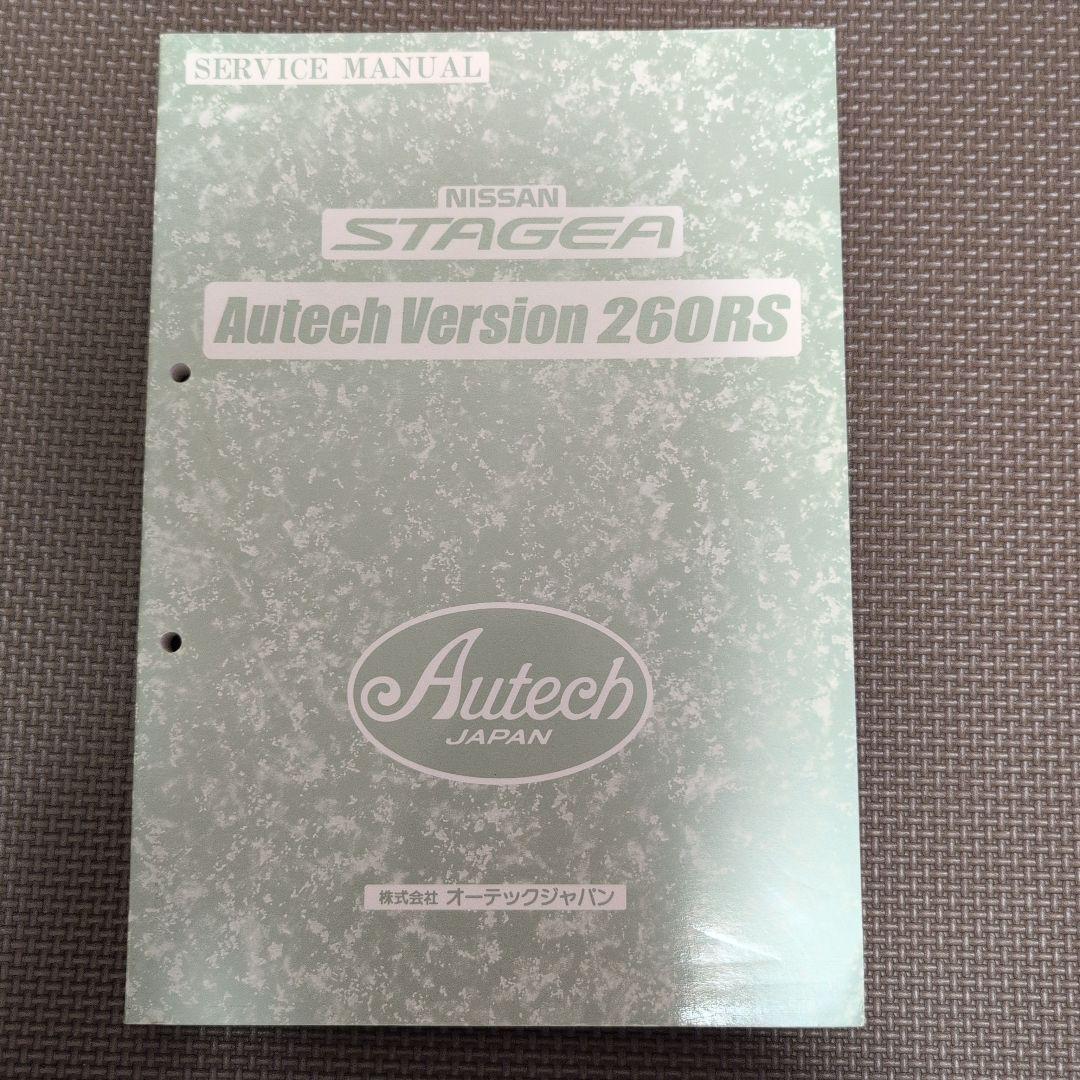 SERVICE MANUAL
NISSAN
STAGEA
Autech Version 260RS
Autech
JAPAN
株式会社 オーテックジャパン